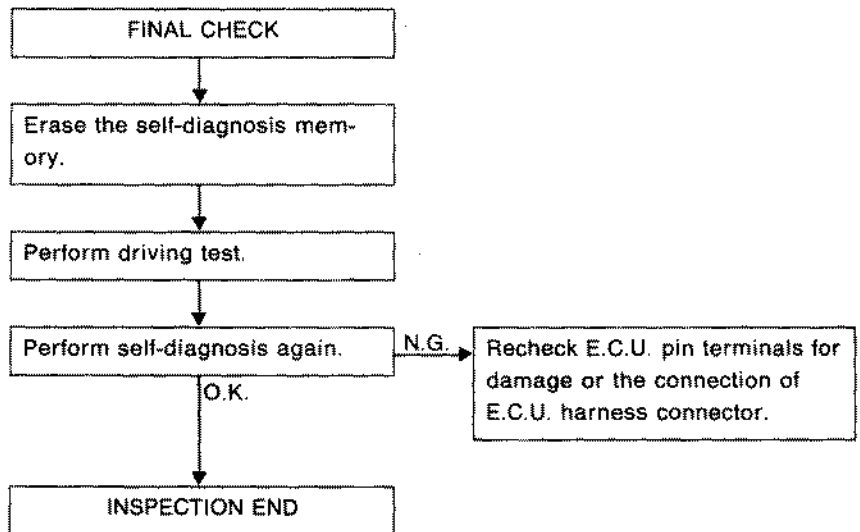 FINAL CHECK
Erase the self-diagnosis mem-
ory.
Perform driving test.
Perform self-diagnosis again.
N.G.
Recheck E.C.U. pin terminals for
damage or the connection of
E.C.U. harness connector.
O.K.
INSPECTION END